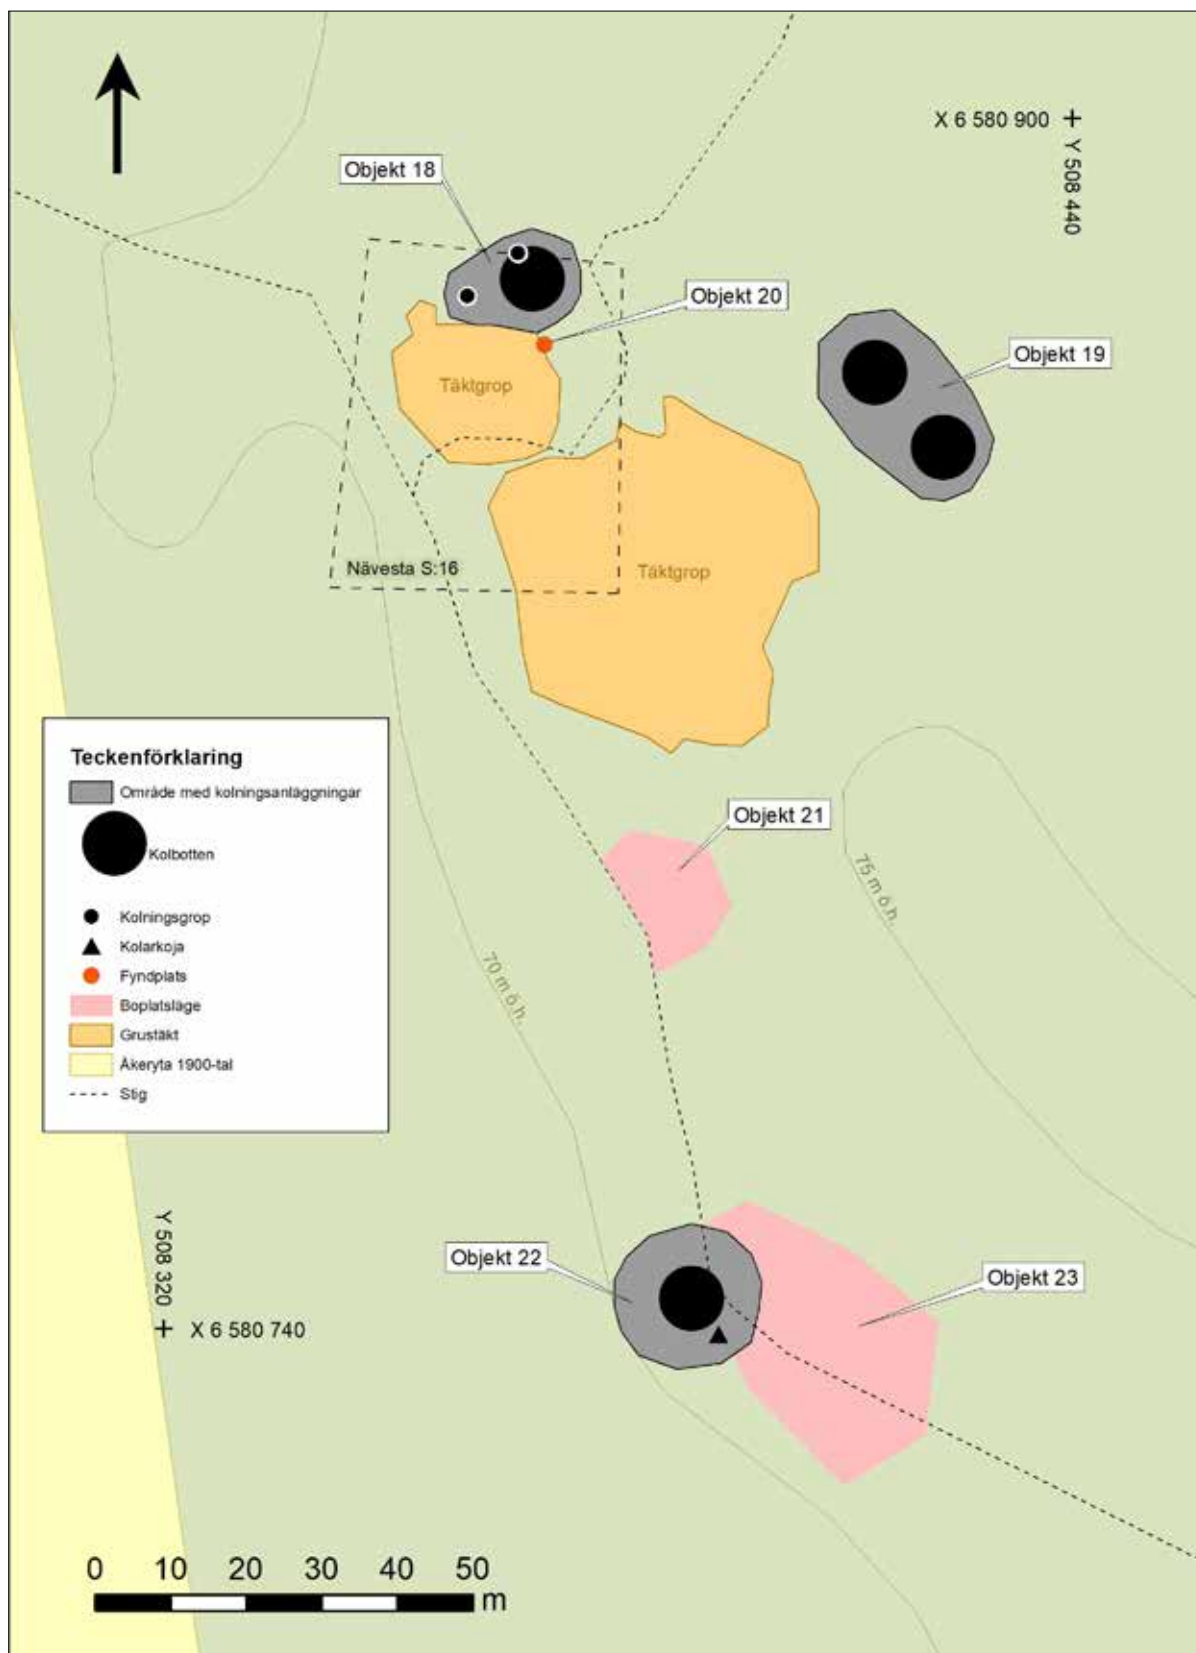 X 6 580 900
Y 508 440
Objekt 18
Objekt 20
Objekt 19
Täktgrop
Nävesta S:16
Täktgrop
Teckenförklaring
Område med kolningsanläggningar
Kolbotten
Kolningsgrop
Kolarkoja
Fyndplats
Boplatsläge
Grustäkt
Åkeryta 1900-tal
Stig
Objekt 21
75 m ö.h.
70 m ö.h.
Y 508 320
X 6 580 740
Objekt 22
Objekt 23
0 10 20 30 40 50
m